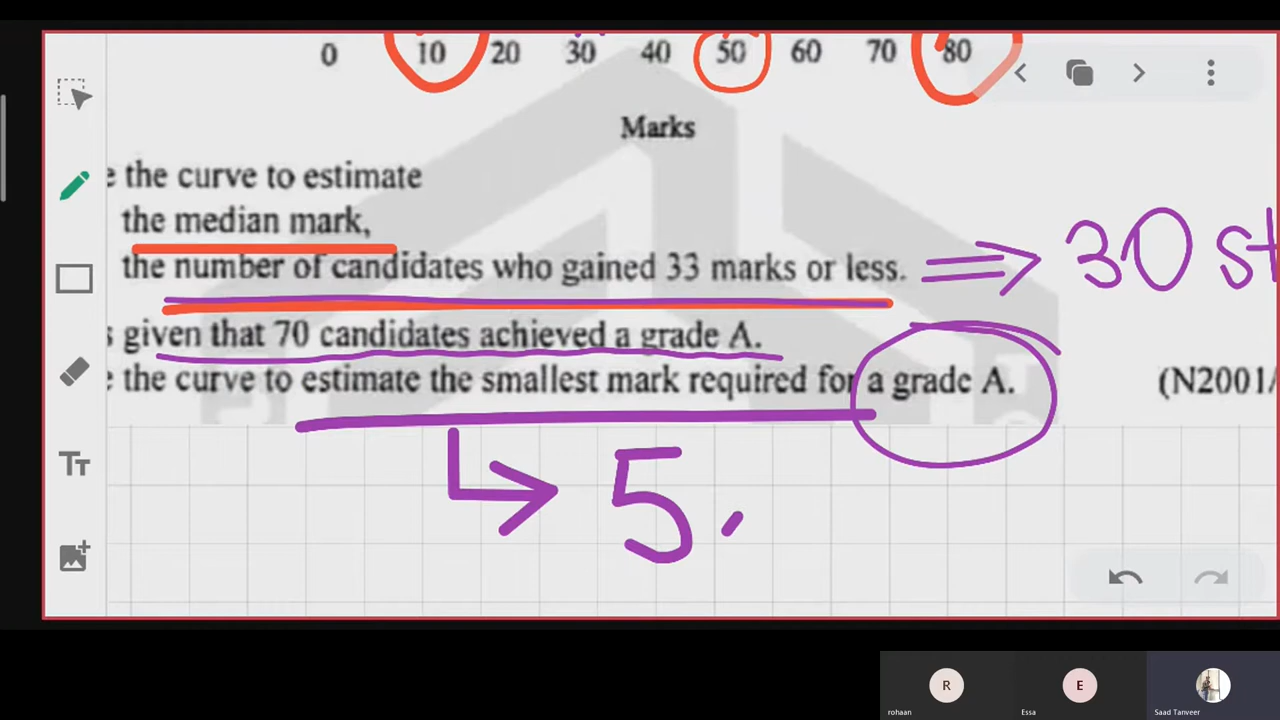 0 10 20 30 40 50 60 70 80
Marks
e the curve to estimate
the median mark,
the number of candidates who gained 33 marks or less. ⇒ 30 st
s given that 70 candidates achieved a grade A.
e the curve to estimate the smallest mark required for a grade A. (N2001/
↳ 5
TT
R E
rohaan Essa Saad Tanveer